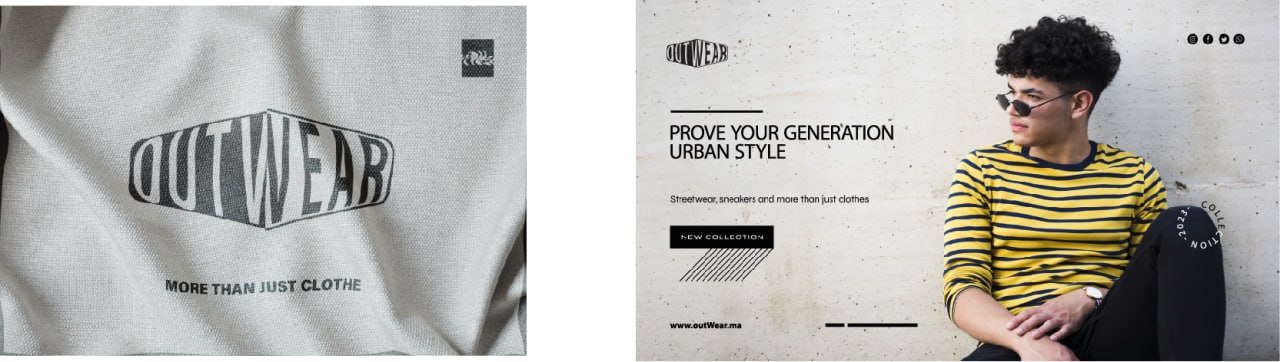 OUTWEAR
MORE THAN JUST CLOTHE
OUTWEAR
PROVE YOUR GENERATION
URBAN STYLE
Streetwear, sneakers and more than just clothes
NEW COLLECTION
www.outWear.ma
COLLECTION - 2023 -